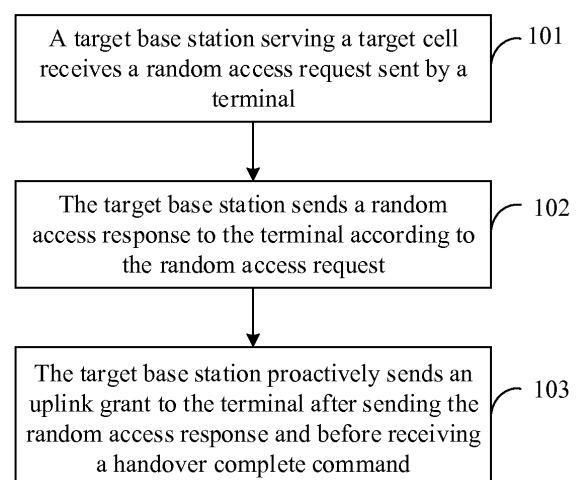 A target base station serving a target cell
receives a random access request sent by a
terminal
101
The target base station sends a random
access response to the terminal according to
the random access request
102
The target base station proactively sends an
uplink grant to the terminal after sending the
random access response and before receiving
a handover complete command
103